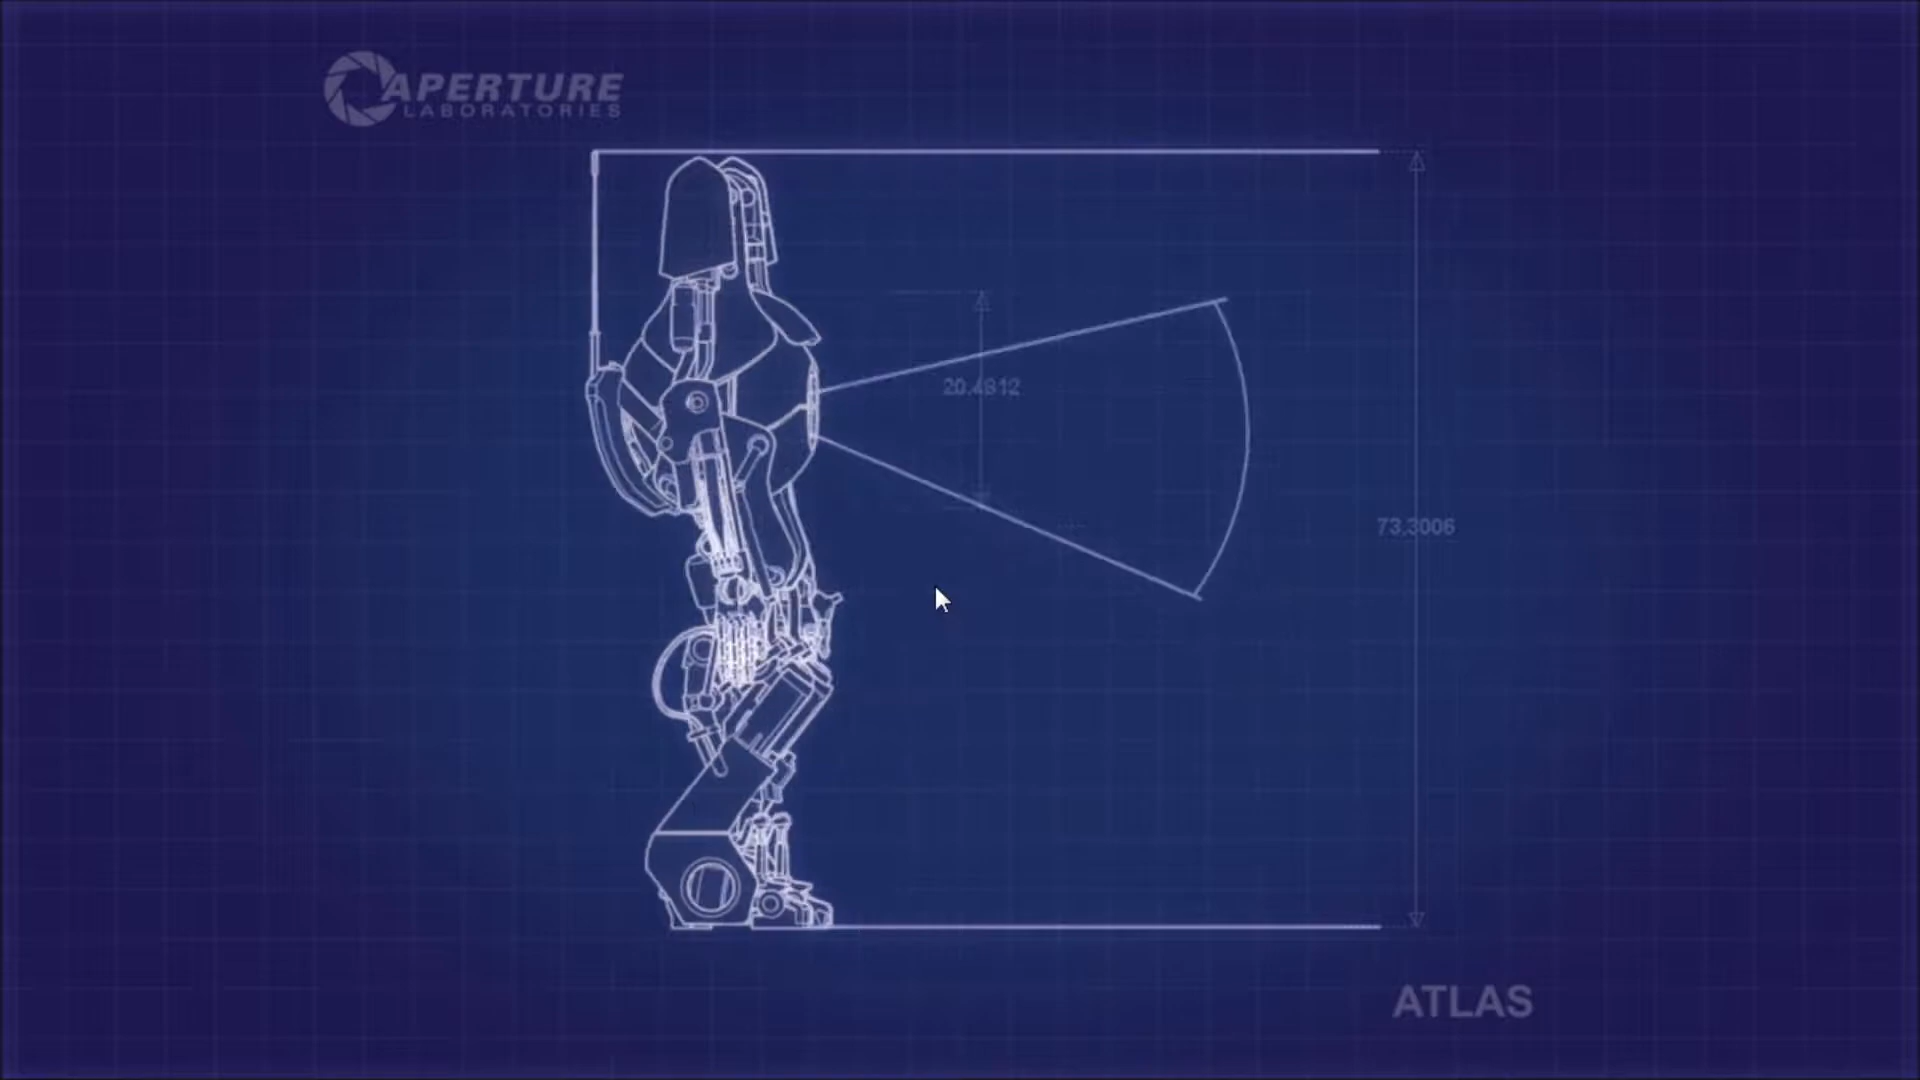 APERTURE
LABORATORIES
20.4812
73.3006
ATLAS